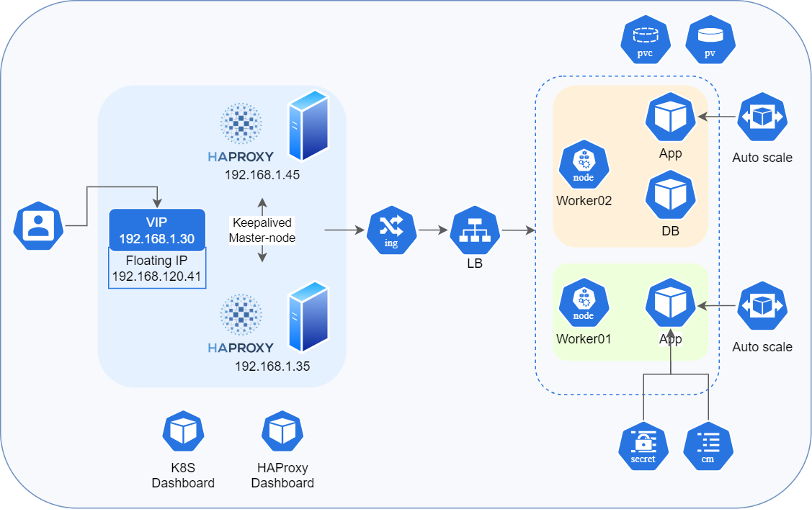 pvc
pv
HAPROXY
192.168.1.45
App
Auto scale
node
Worker02
DB
VIP
192.168.1.30
Floating IP
192.168.120.41
Keepalived
Master-node
ing
LB
HAPROXY
192.168.1.35
node
Worker01
App
Auto scale
secret
cm
K8S
Dashboard
HAProxy
Dashboard